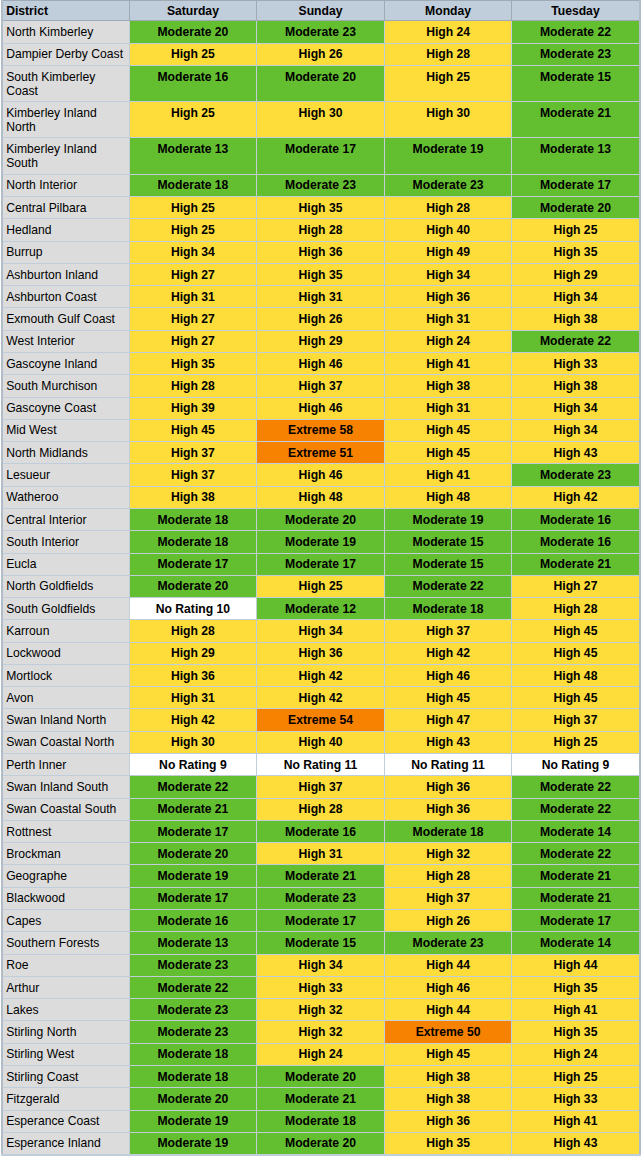 District Saturday Sunday Monday Tuesday
North Kimberley Moderate 20 Moderate 23 High 24 Moderate 22
Dampier Derby Coast High 25 High 26 High 28 Moderate 23
South Kimberley Moderate 16 Moderate 20 High 25 Moderate 15
Coast
Kimberley Inland High 25 High 30 High 30 Moderate 21
North
Kimberley Inland Moderate 13 Moderate 17 Moderate 19 Moderate 13
South
North Interior Moderate 18 Moderate 23 Moderate 23 Moderate 17
Central Pilbara High 25 High 35 High 28 Moderate 20
Hedland High 25 High 28 High 40 High 25
Burrup High 34 High 36 High 49 High 35
Ashburton Inland High 27 High 35 High 34 High 29
Ashburton Coast High 31 High 31 High 36 High 34
Exmouth Gulf Coast High 27 High 26 High 31 High 38
West Interior High 27 High 29 High 24 Moderate 22
Gascoyne Inland High 35 High 46 High 41 High 33
South Murchison High 28 High 37 High 38 High 38
Gascoyne Coast High 39 High 46 High 31 High 34
Mid West High 45 Extreme 58 High 45 High 34
North Midlands High 37 Extreme 51 High 45 High 43
Lesueur High 37 High 46 High 41 Moderate 23
Watheroo High 38 High 48 High 48 High 42
Central Interior Moderate 18 Moderate 20 Moderate 19 Moderate 16
South Interior Moderate 18 Moderate 19 Moderate 15 Moderate 16
Eucla Moderate 17 Moderate 17 Moderate 15 Moderate 21
North Goldfields Moderate 20 High 25 Moderate 22 High 27
South Goldfields No Rating 10 Moderate 12 Moderate 18 High 28
Karroun High 28 High 34 High 37 High 45
Lockwood High 29 High 36 High 42 High 45
Mortlock High 36 High 42 High 46 High 48
Avon High 31 High 42 High 45 High 45
Swan Inland North High 42 Extreme 54 High 47 High 37
Swan Coastal North High 30 High 40 High 43 High 25
Perth Inner No Rating 9 No Rating 11 No Rating 11 No Rating 9
Swan Inland South Moderate 22 High 37 High 36 Moderate 22
Swan Coastal South Moderate 21 High 28 High 36 Moderate 22
Rottnest Moderate 17 Moderate 16 Moderate 18 Moderate 14
Brockman Moderate 20 High 31 High 32 Moderate 22
Geographe Moderate 19 Moderate 21 High 28 Moderate 21
Blackwood Moderate 17 Moderate 23 High 37 Moderate 21
Capes Moderate 16 Moderate 17 High 26 Moderate 17
Southern Forests Moderate 13 Moderate 15 Moderate 23 Moderate 14
Roe Moderate 23 High 34 High 44 High 44
Arthur Moderate 22 High 33 High 46 High 35
Lakes Moderate 23 High 32 High 44 High 41
Stirling North Moderate 23 High 32 Extreme 50 High 35
Stirling West Moderate 18 High 24 High 45 High 24
Stirling Coast Moderate 18 Moderate 20 High 38 High 25
Fitzgerald Moderate 20 Moderate 21 High 38 High 33
Esperance Coast Moderate 19 Moderate 18 High 36 High 41
Esperance Inland Moderate 19 Moderate 20 High 35 High 43